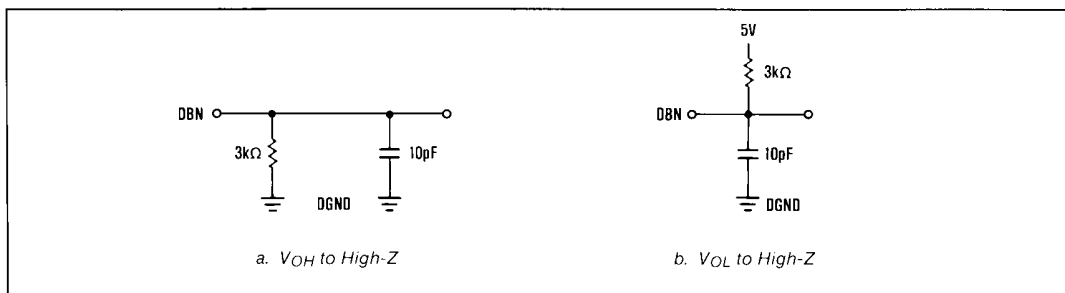 DBN
3kΩ
10pF
DGND
a. VOH to High-Z
5V
3kΩ
DBN
10pF
DGND
b. VOL to High-Z